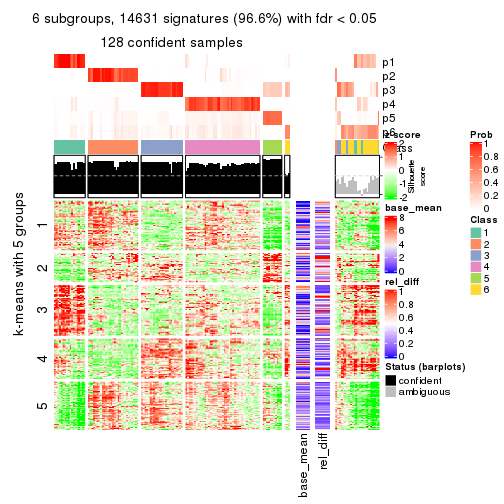 6 subgroups, 14631 signatures (96.6%) with fdr < 0.05
128 confident samples
p1
p2
p3
p4
p5
p6
Class
Silhouette
score
z-score
2
1
0
-1
-2
base_mean
8
6
4
2
0
rel_diff
1
0.8
0.6
0.4
0.2
0
Status (barplots)
confident
ambiguous
Prob
1
0.8
0.6
0.4
0.2
0
Class
1
2
3
4
5
6
k-means with 5 groups
1
2
3
4
5
base_mean
rel_diff